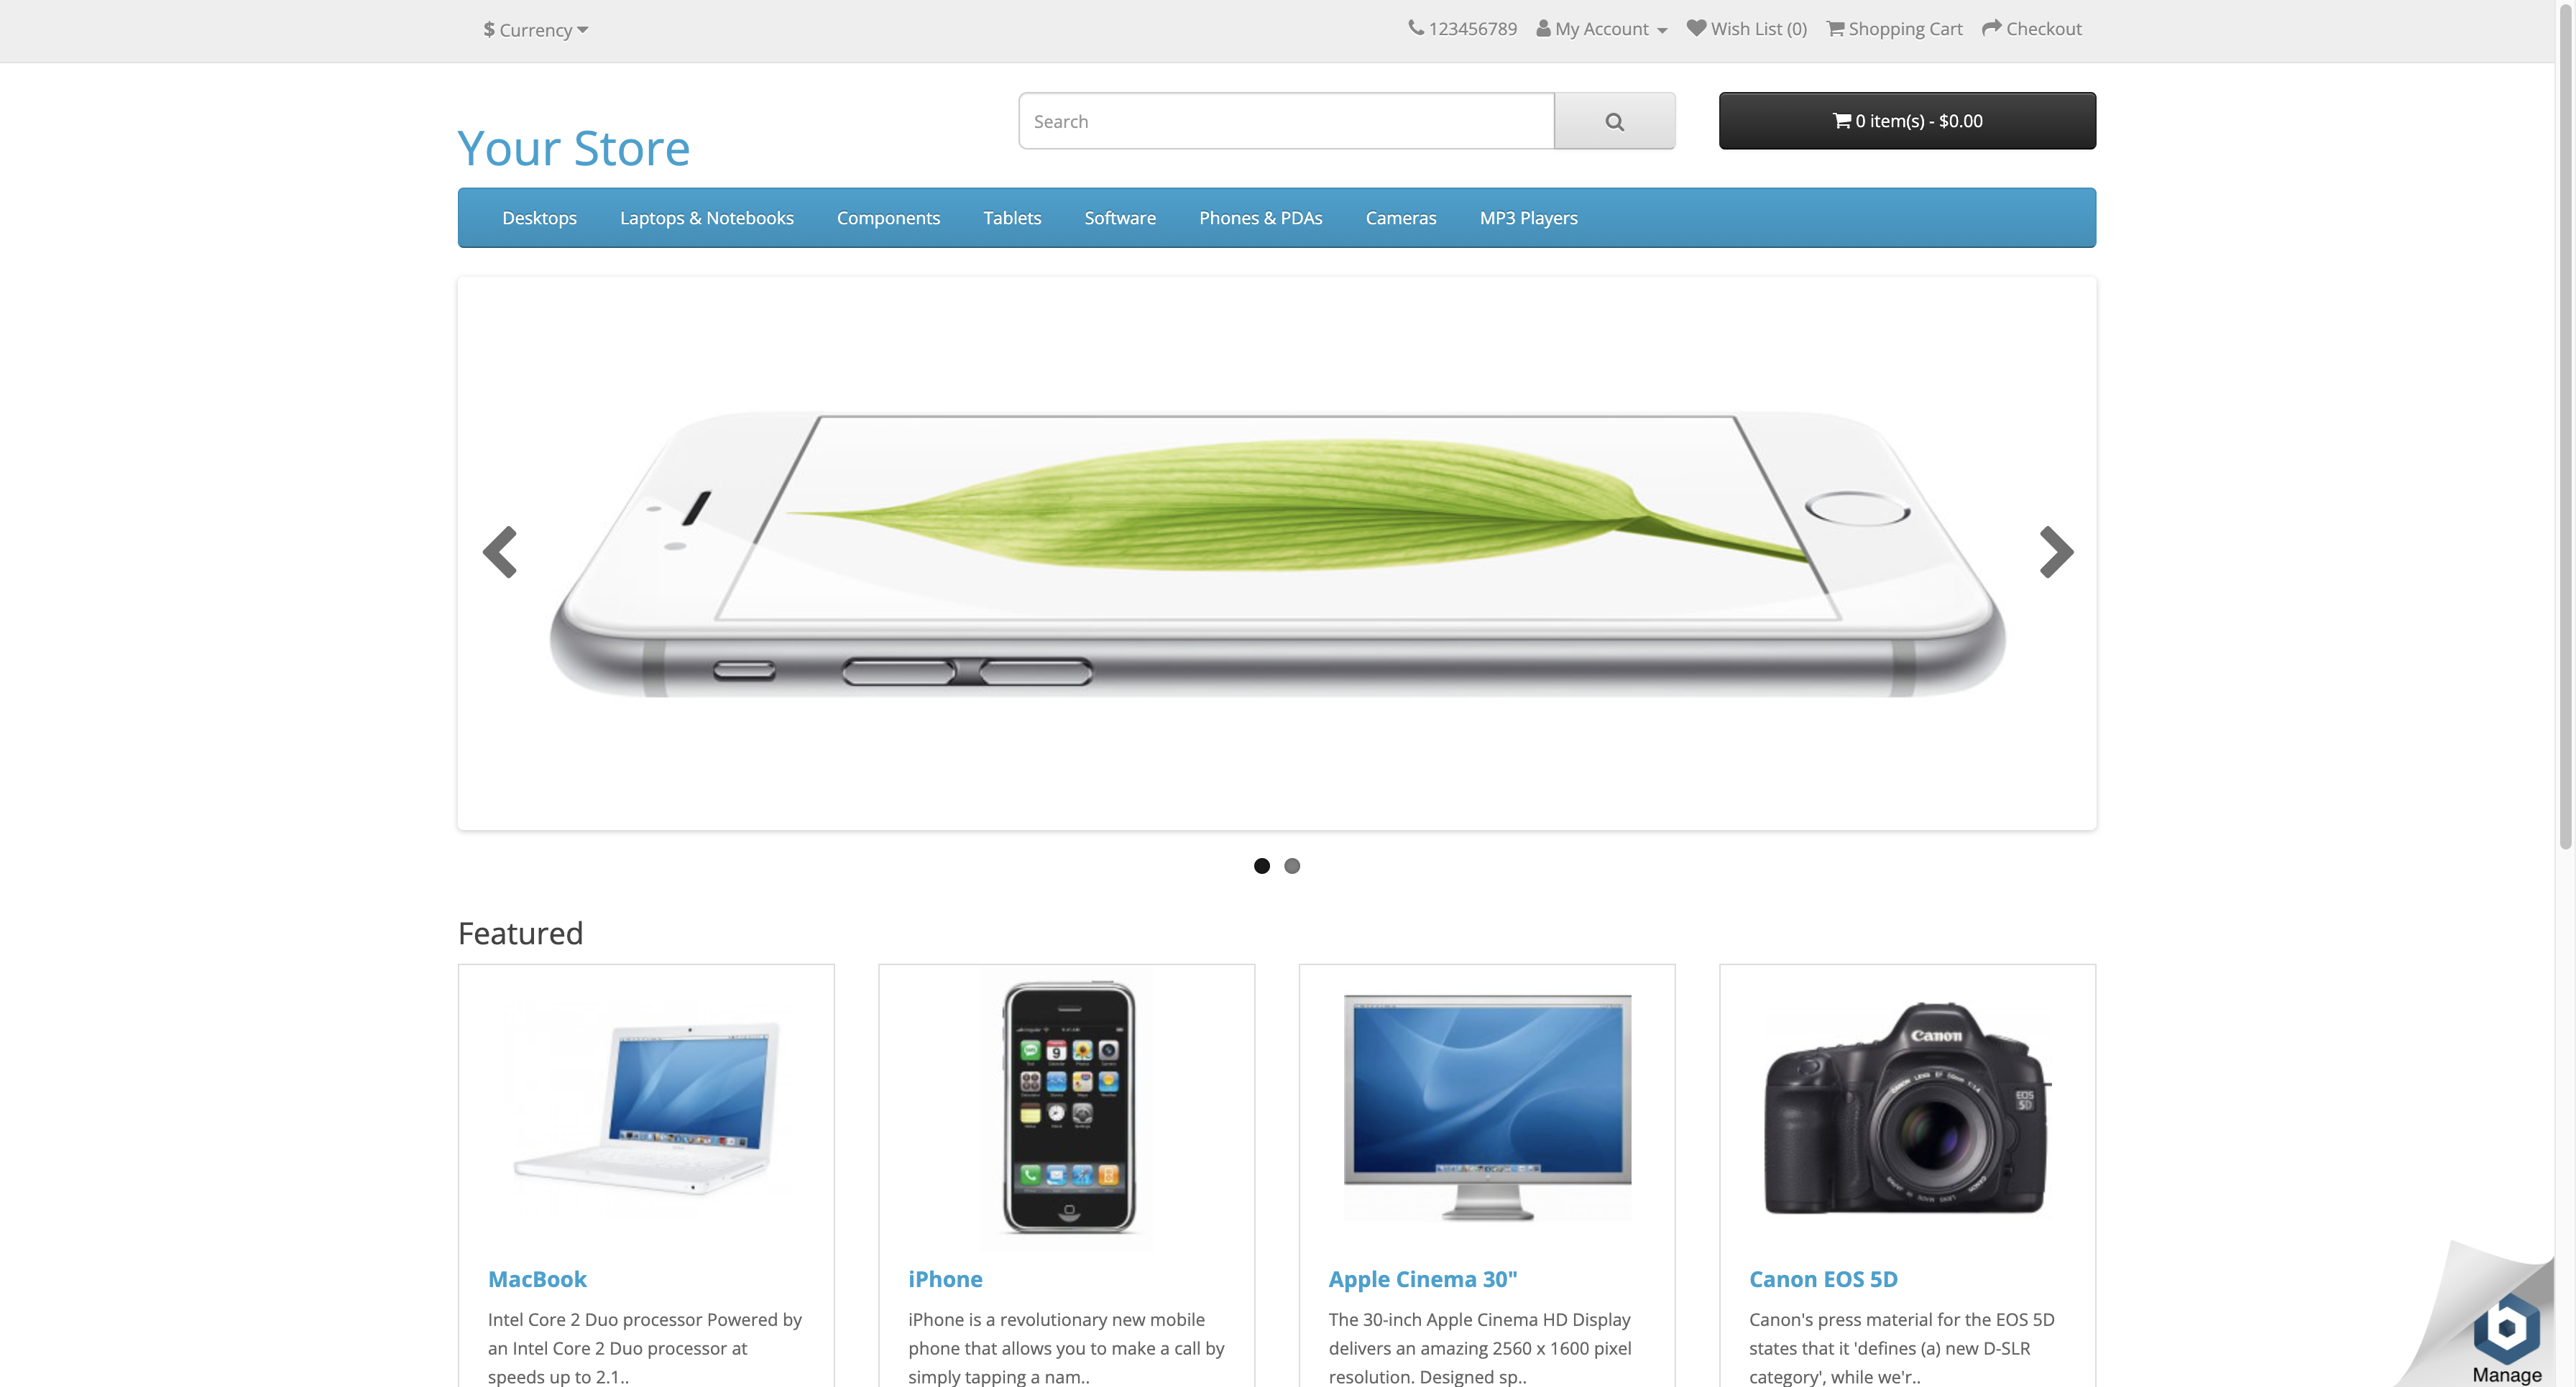 $ Currency
123456789 My Account Wish List (0) Shopping Cart Checkout
Your Store
Search
0 item(s) - $0.00
Desktops Laptops & Notebooks Components Tablets Software Phones & PDAs Cameras MP3 Players
Featured
Canon
EOS
5D
MacBook
Intel Core 2 Duo processor Powered by
an Intel Core 2 Duo processor at
speeds up to 2.1..
iPhone
iPhone is a revolutionary new mobile
phone that allows you to make a call by
simply tapping a nam..
Apple Cinema 30"
The 30-inch Apple Cinema HD Display
delivers an amazing 2560 x 1600 pixel
resolution. Designed sp..
Canon EOS 5D
Canon's press material for the EOS 5D
states that it 'defines (a) new D-SLR
category', while we'r..
Manage